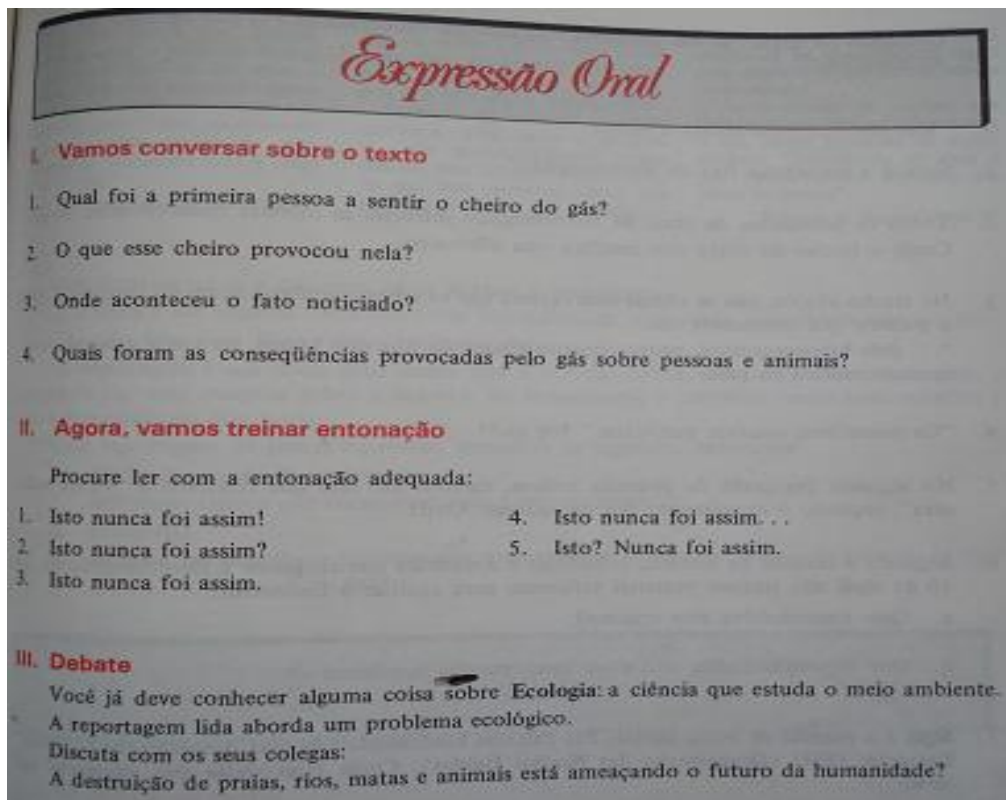 Expressão Oral
I. Vamos conversar sobre o texto
1. Qual foi a primeira pessoa a sentir o cheiro do gás?
2. O que esse cheiro provocou nela?
3. Onde aconteceu o fato noticiado?
4. Quais foram as conseqüências provocadas pelo gás sobre pessoas e animais?
II. Agora, vamos treinar entonação
Procure ler com a entonação adequada:
1. Isto nunca foi assim!
2. Isto nunca foi assim?
3. Isto nunca foi assim.
4. Isto nunca foi assim. . .
5. Isto? Nunca foi assim.
III. Debate
Você já deve conhecer alguma coisa sobre Ecologia: a ciência que estuda o meio ambiente.
A reportagem lida aborda um problema ecológico.
Discuta com os seus colegas:
A destruição de praias, rios, matas e animais está ameaçando o futuro da humanidade?